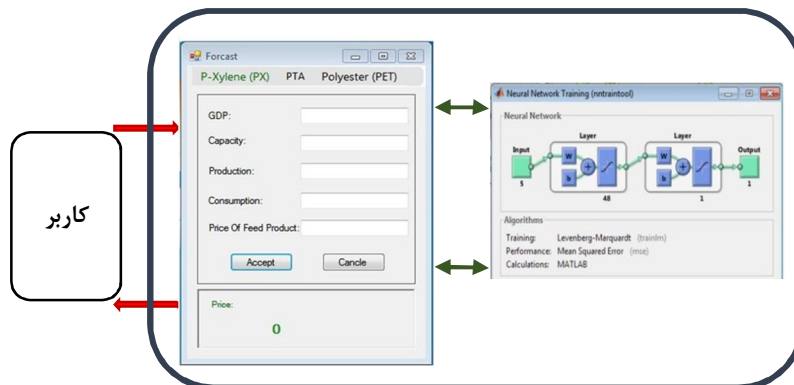 Forcast
P-Xylene (PX) PTA Polyester (PET)
GDP:
Capacity:
Production:
Consumption:
Price Of Feed Product:
Accept Cancle
Price:
0
کاربر
Neural Network Training (nntraintool)
Neural Network
Layer Layer
Input Output
W W
b b
5 1
48 1
Algorithms
Training: Levenberg-Marquardt (trainlm)
Performance: Mean Squared Error (mse)
Calculations: MATLAB